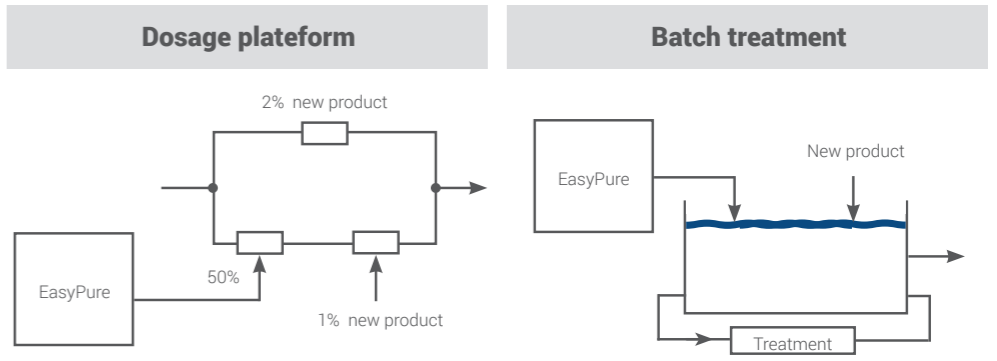 Dosage plateform
2% new product
EasyPure
50%
1% new product
Batch treatment
EasyPure
New product
Treatment